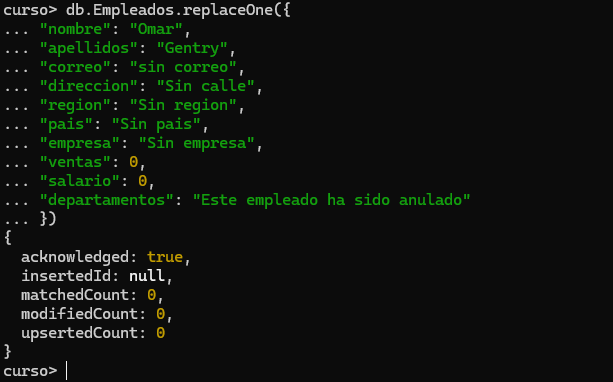 curso> db.Empleados.replaceOne({
... "nombre": "Omar",
... "apellidos": "Gentry",
... "correo": "sin correo",
... "direccion": "Sin calle",
... "region": "Sin region",
... "pais": "Sin pais",
... "empresa": "Sin empresa",
... "ventas": 0,
... "salario": 0,
... "departamentos": "Este empleado ha sido anulado"
... })
{
  acknowledged: true,
  insertedId: null,
  matchedCount: 0,
  modifiedCount: 0,
  upsertedCount: 0
}
curso>